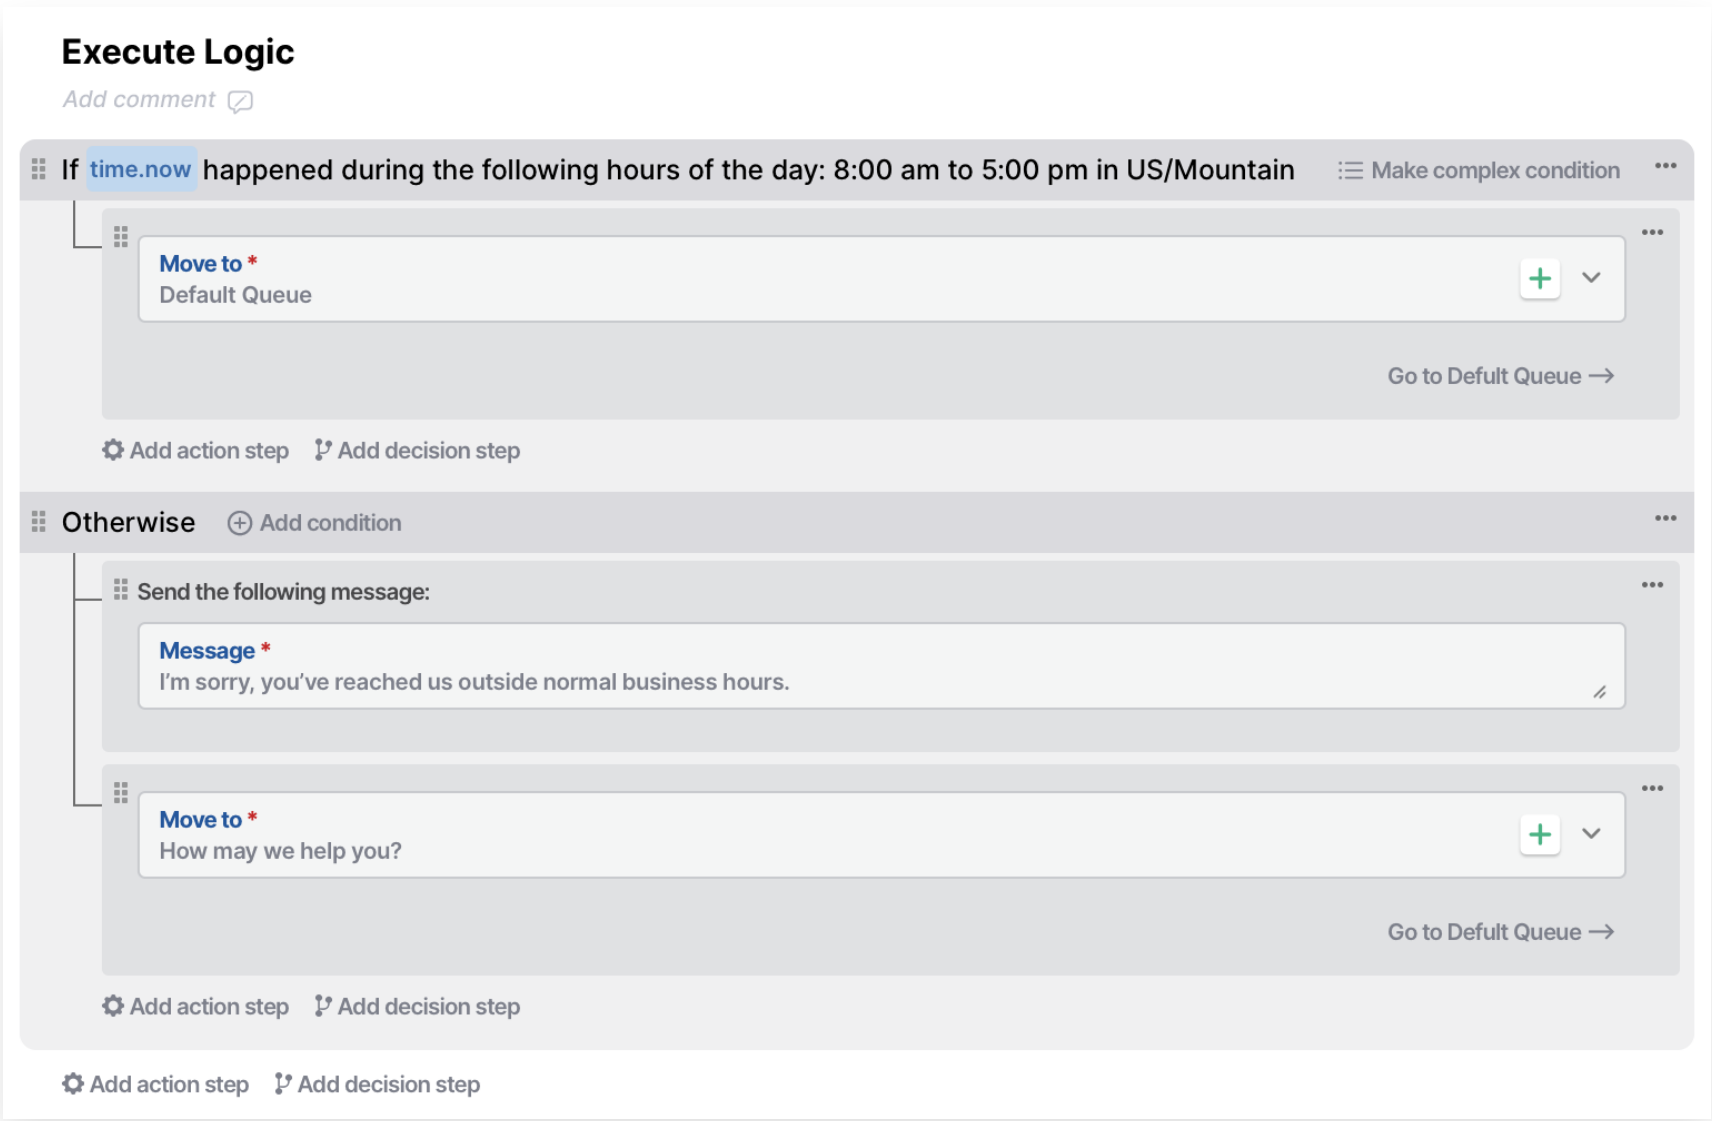 Execute Logic
Add comment
If time.now happened during the following hours of the day: 8:00 am to 5:00 pm in US/Mountain Make complex condition
Move to *
Default Queue
Go to Defult Queue →
Add action step Add decision step
Otherwise Add condition
Send the following message:
Message *
I’m sorry, you’ve reached us outside normal business hours.
Move to *
How may we help you?
Go to Defult Queue →
Add action step Add decision step
Add action step Add decision step